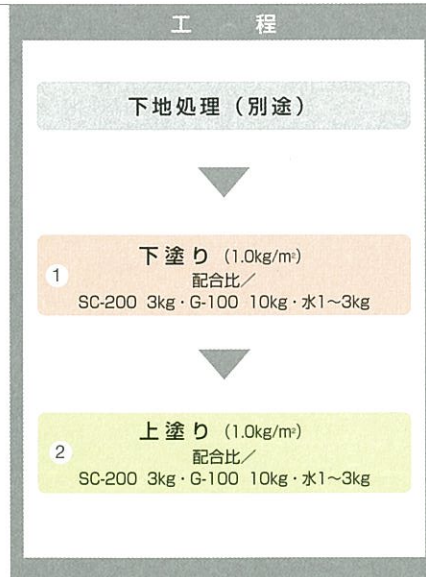 工 程
下地処理（別途）
下塗り (1.0kg/m²)
配合比／
① SC-200 3kg・G-100 10kg・水1〜3kg
上塗り (1.0kg/m²)
配合比／
② SC-200 3kg・G-100 10kg・水1〜3kg